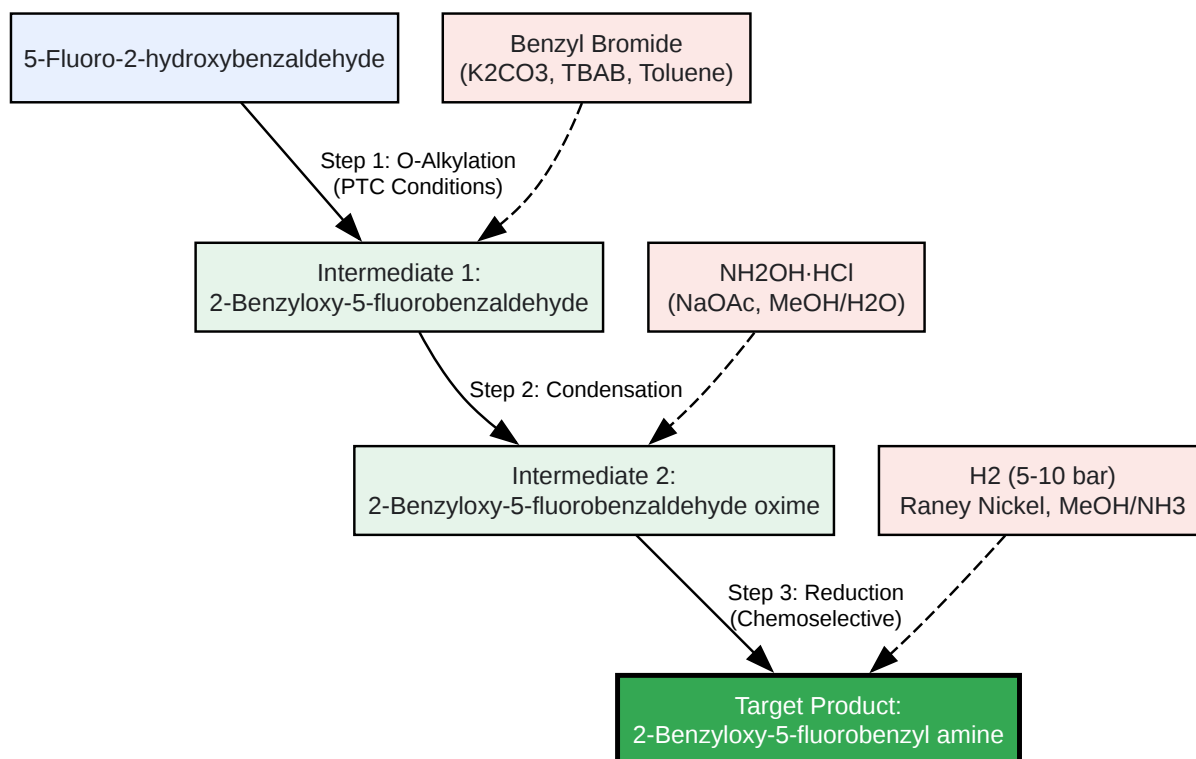 5-Fluoro-2-hydroxybenzaldehyde
Benzyl Bromide
(K2CO3, TBAB, Toluene)
Step 1: O-Alkylation
(PTC Conditions)
Intermediate 1:
2-Benzyloxy-5-fluorobenzaldehyde
NH2OH·HCl
(NaOAc, MeOH/H2O)
Step 2: Condensation
Intermediate 2:
2-Benzyloxy-5-fluorobenzaldehyde oxime
H2 (5-10 bar)
Raney Nickel, MeOH/NH3
Step 3: Reduction
(Chemoselective)
Target Product:
2-Benzyloxy-5-fluorobenzyl amine